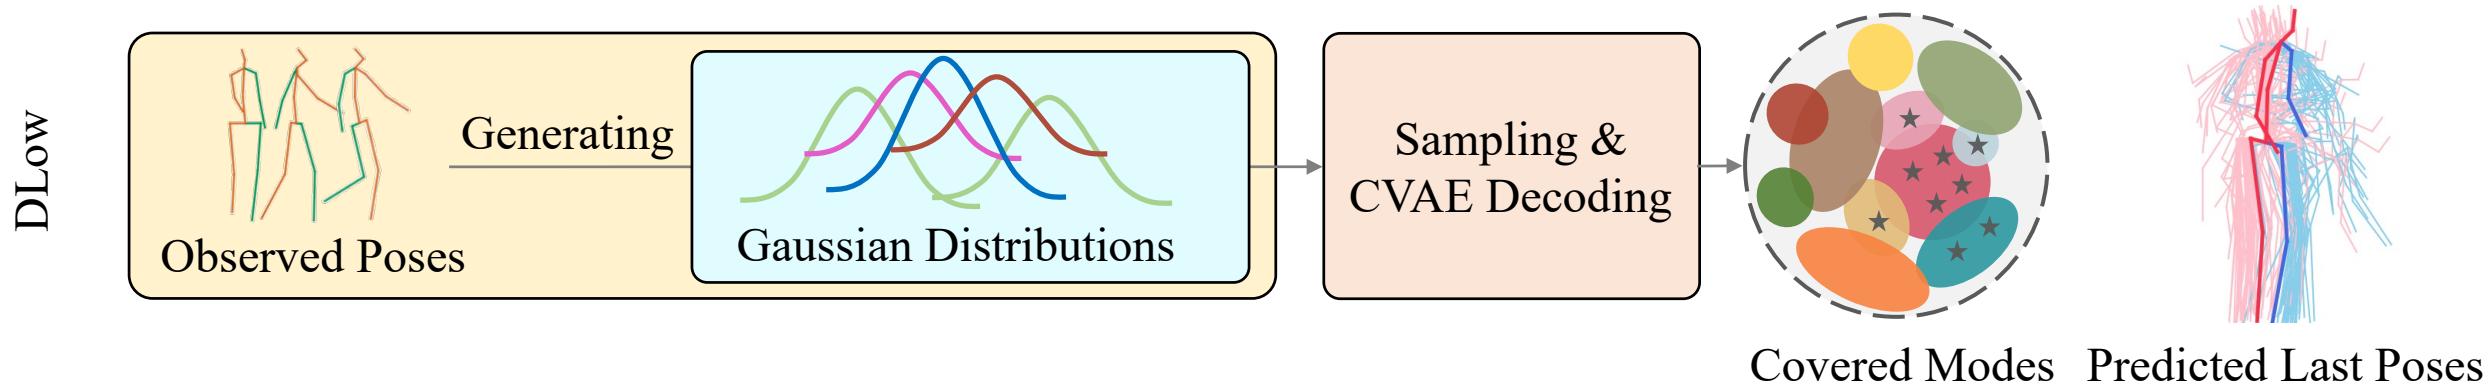 DLow
Observed Poses
Generating
Gaussian Distributions
Sampling &
CVAE Decoding
Covered Modes
Predicted Last Poses